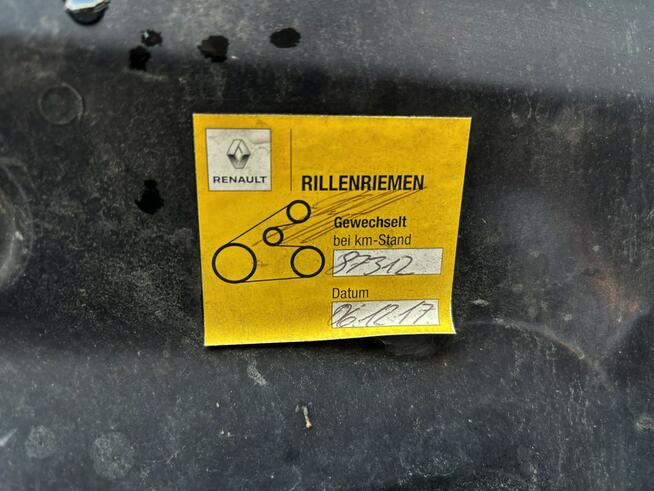 RENAULT
RILLENRIEMEN
Gewechselt
bei km-Stand
87312
Datum
06.12.17